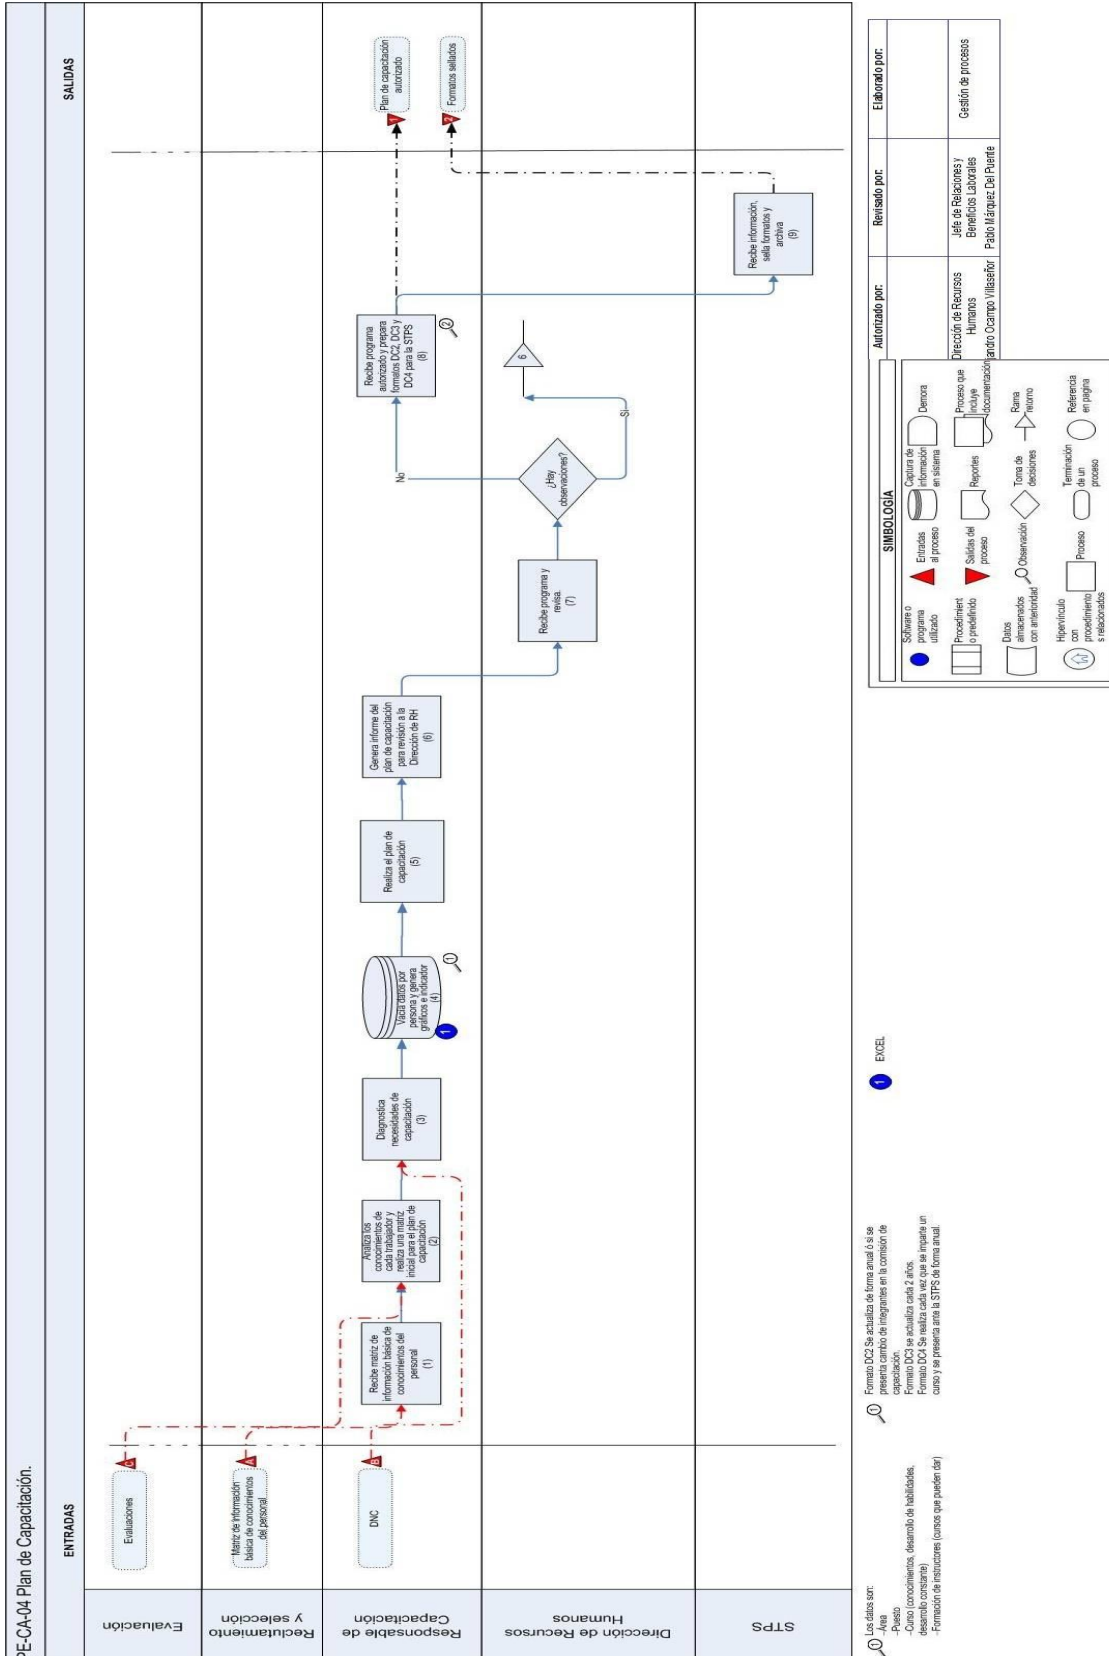 PE-CA-04 Plan de Capacitación.
ENTRADAS
SALIDAS
Evaluación
Reclutamiento
y selección
Responsable de
Capacitación
Dirección de Recursos
Humanos
STPS
Evaluaciones
C
Matriz de información
básica de conocimientos
del personal
A
DNC
B
Recibe matriz de
información básica de
conocimientos del
personal
(1)
Analiza los
conocimientos de
cada trabajador y
realiza una matriz
inicial para el plan de
capacitación
(2)
Diagnostica
necesidades de
capacitación
(3)
Vacía datos por
persona y genera
gráficos e indicador
(4)
1
1
Realiza el plan de
capacitación
(5)
Genera informe del
plan de capacitación
para revisión a la
Dirección de RH
(6)
Recibe programa y
revisa.
(7)
¿Hay
observaciones?
No
Si
6
Recibe programa
autorizado y prepara
formatos DC2, DC3 y
DC4 para la STPS
(8)
2
Recibe información,
sella formatos y
archiva
(9)
1
Plan de capacitación
autorizado
2
Formatos sellados
1
Los datos son:
-Área
-Puesto
-Curso (conocimientos, desarrollo de habilidades,
desarrollo constante)
-Formación de instructores (cursos que pueden dar)
1
Formato DC2 Se actualiza de forma anual ó si se
presenta cambio de integrantes en la comisión de
capacitación.
Formato DC3 se actualiza cada 2 años.
Formato DC4 Se realiza cada vez que se imparte un
curso y se presenta ante la STPS de forma anual.
1
EXCEL
SIMBOLOGÍA
Software o
programa
utilizado
Entradas
al proceso
Captura de
información
en sistema
Demora
Procedimient
o predefinido
Salidas del
proceso
Reportes
Proceso que
incluye
documentación
Datos
almacenados
con anterioridad
Observación
Toma de
decisiones
Rama
retorno
Hipervínculo
con
procedimiento
s relacionados
Proceso
Terminación
de un
proceso
Referencia
en pagina
Autorizado por:
Revisado por:
Elaborado por:
Dirección de Recursos
Humanos
jandro Ocampo Villaseñor
Jefe de Relaciones y
Beneficios Laborales
Pablo Márquez Del Puente
Gestión de procesos